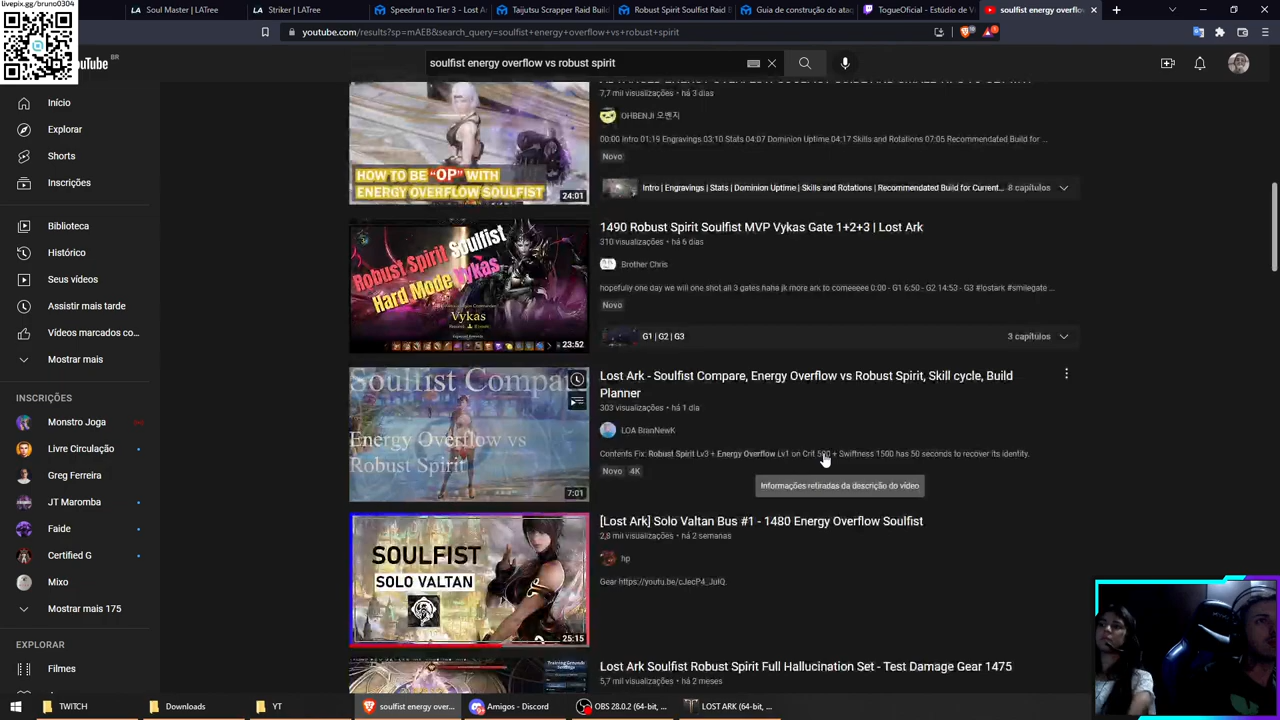 livepix.gg/bruno0304
Soul Master | LATree
Striker | LATree
Speedrun to Tier 3 - Lost Ar
Taijutsu Scrapper Raid Build
Robust Spirit Soulfist Raid B
Guia de construção do ataq
TogueOficial - Estúdio de V
soulfist energy overflo
youtube.com/results?sp=mAEB&search_query=soulfist+energy+overflow+vs+robust+spirit
YouTube BR
soulfist energy overflow vs robust spirit
Início
Explorar
Shorts
Inscrições
Biblioteca
Histórico
Seus vídeos
Assistir mais tarde
Vídeos marcados co...
Mostrar mais
INSCRIÇÕES
Monstro Joga
Livre Circulação
Greg Ferreira
JT Maromba
Faide
Certified G
Mixo
Mostrar mais 175
EXPLORAR
Filmes
HOW TO BE "OP" WITH
ENERGY OVERFLOW SOULFIST
24:01
7,7 mil visualizações • há 3 dias
OHBENJI 오벤지
00:00 Intro 01:19 Engravings 03:10 Stats 04:07 Dominion Uptime 04:17 Skills and Rotations 07:05 Recommended Build for Current ...
Novo
Intro | Engravings | Stats | Dominion Uptime | Skills and Rotations | Recommended Build for Current...
8 capítulos
Robust Spirit Soulfist
Hard Mode Vykas
Vykas
23:52
1490 Robust Spirit Soulfist MVP Vykas Gate 1+2+3 | Lost Ark
310 visualizações • há 6 dias
Brother Chris
hopefully one day we will one shot all 3 gates haha jk more ark to comeeeee 0:00 - G1 6:50 - G2 14:53 - G3 #lostark #smilegate ...
Novo
G1 | G2 | G3
3 capítulos
Soulfist Compar
Energy Overflow vs
Robust Spirit
7:01
Lost Ark - Soulfist Compare, Energy Overflow vs Robust Spirit, Skill cycle, Build
Planner
303 visualizações • há 1 dia
LOA BranNewK
Contents Fix: Robust Spirit Lv3 + Energy Overflow Lv1 on Crit 500 + Swiftness 1500 has 50 seconds to recover its identity.
Novo
4K
Informações retiradas da descrição do vídeo
SOULFIST
SOLO VALTAN
25:15
[Lost Ark] Solo Valtan Bus #1 - 1480 Energy Overflow Soulfist
2,8 mil visualizações • há 2 semanas
hp
Gear https://youtu.be/cJecP4_JuIQ.
Lost Ark Soulfist Robust Spirit Full Hallucination Set - Test Damage Gear 1475
5,7 mil visualizações • há 2 meses
TWITCH
Downloads
YT
soulfist energy over...
Amigos - Discord
OBS 28.0.2 (64-bit, ...
LOST ARK (64-bit, ...